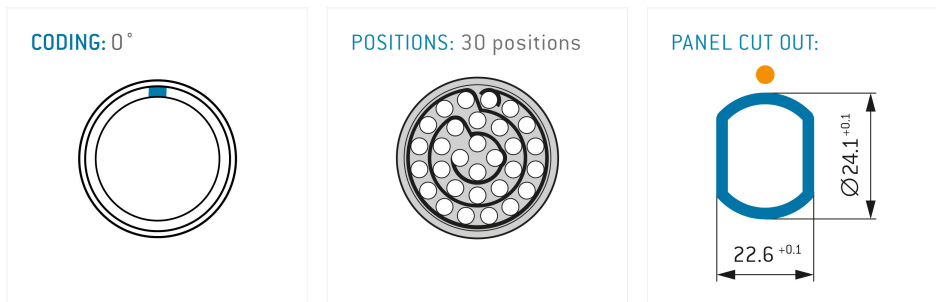 CODING: 0°
POSITIONS: 30 positions
PANEL CUT OUT:
Ø24.1 +0.1
22.6 +0.1